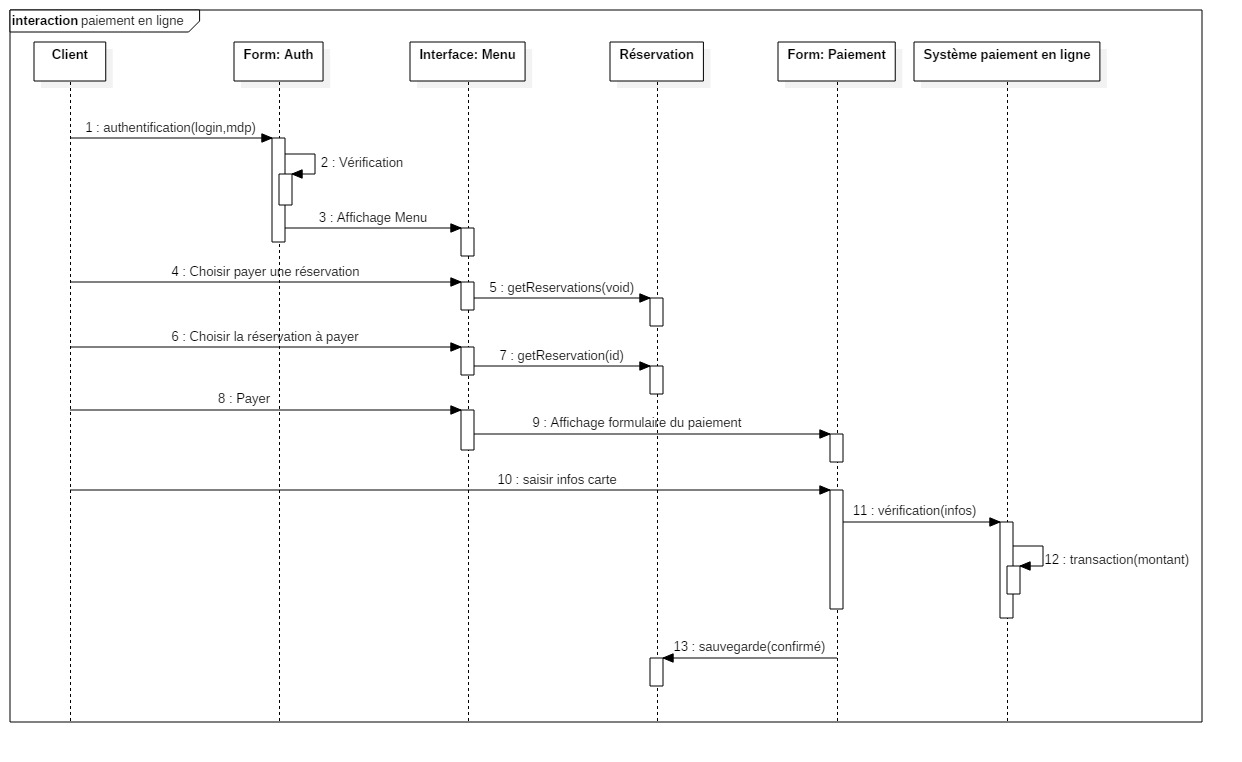 interaction paiement en ligne
Client
Form: Auth
Interface: Menu
Réservation
Form: Paiement
Système paiement en ligne
1 : authentification(login,mdp)
2 : Vérification
3 : Affichage Menu
4 : Choisir payer une réservation
5 : getReservations(void)
6 : Choisir la réservation à payer
7 : getReservation(id)
8 : Payer
9 : Affichage formulaire du paiement
10 : saisir infos carte
11 : vérification(infos)
12 : transaction(montant)
13 : sauvegarde(confirmé)